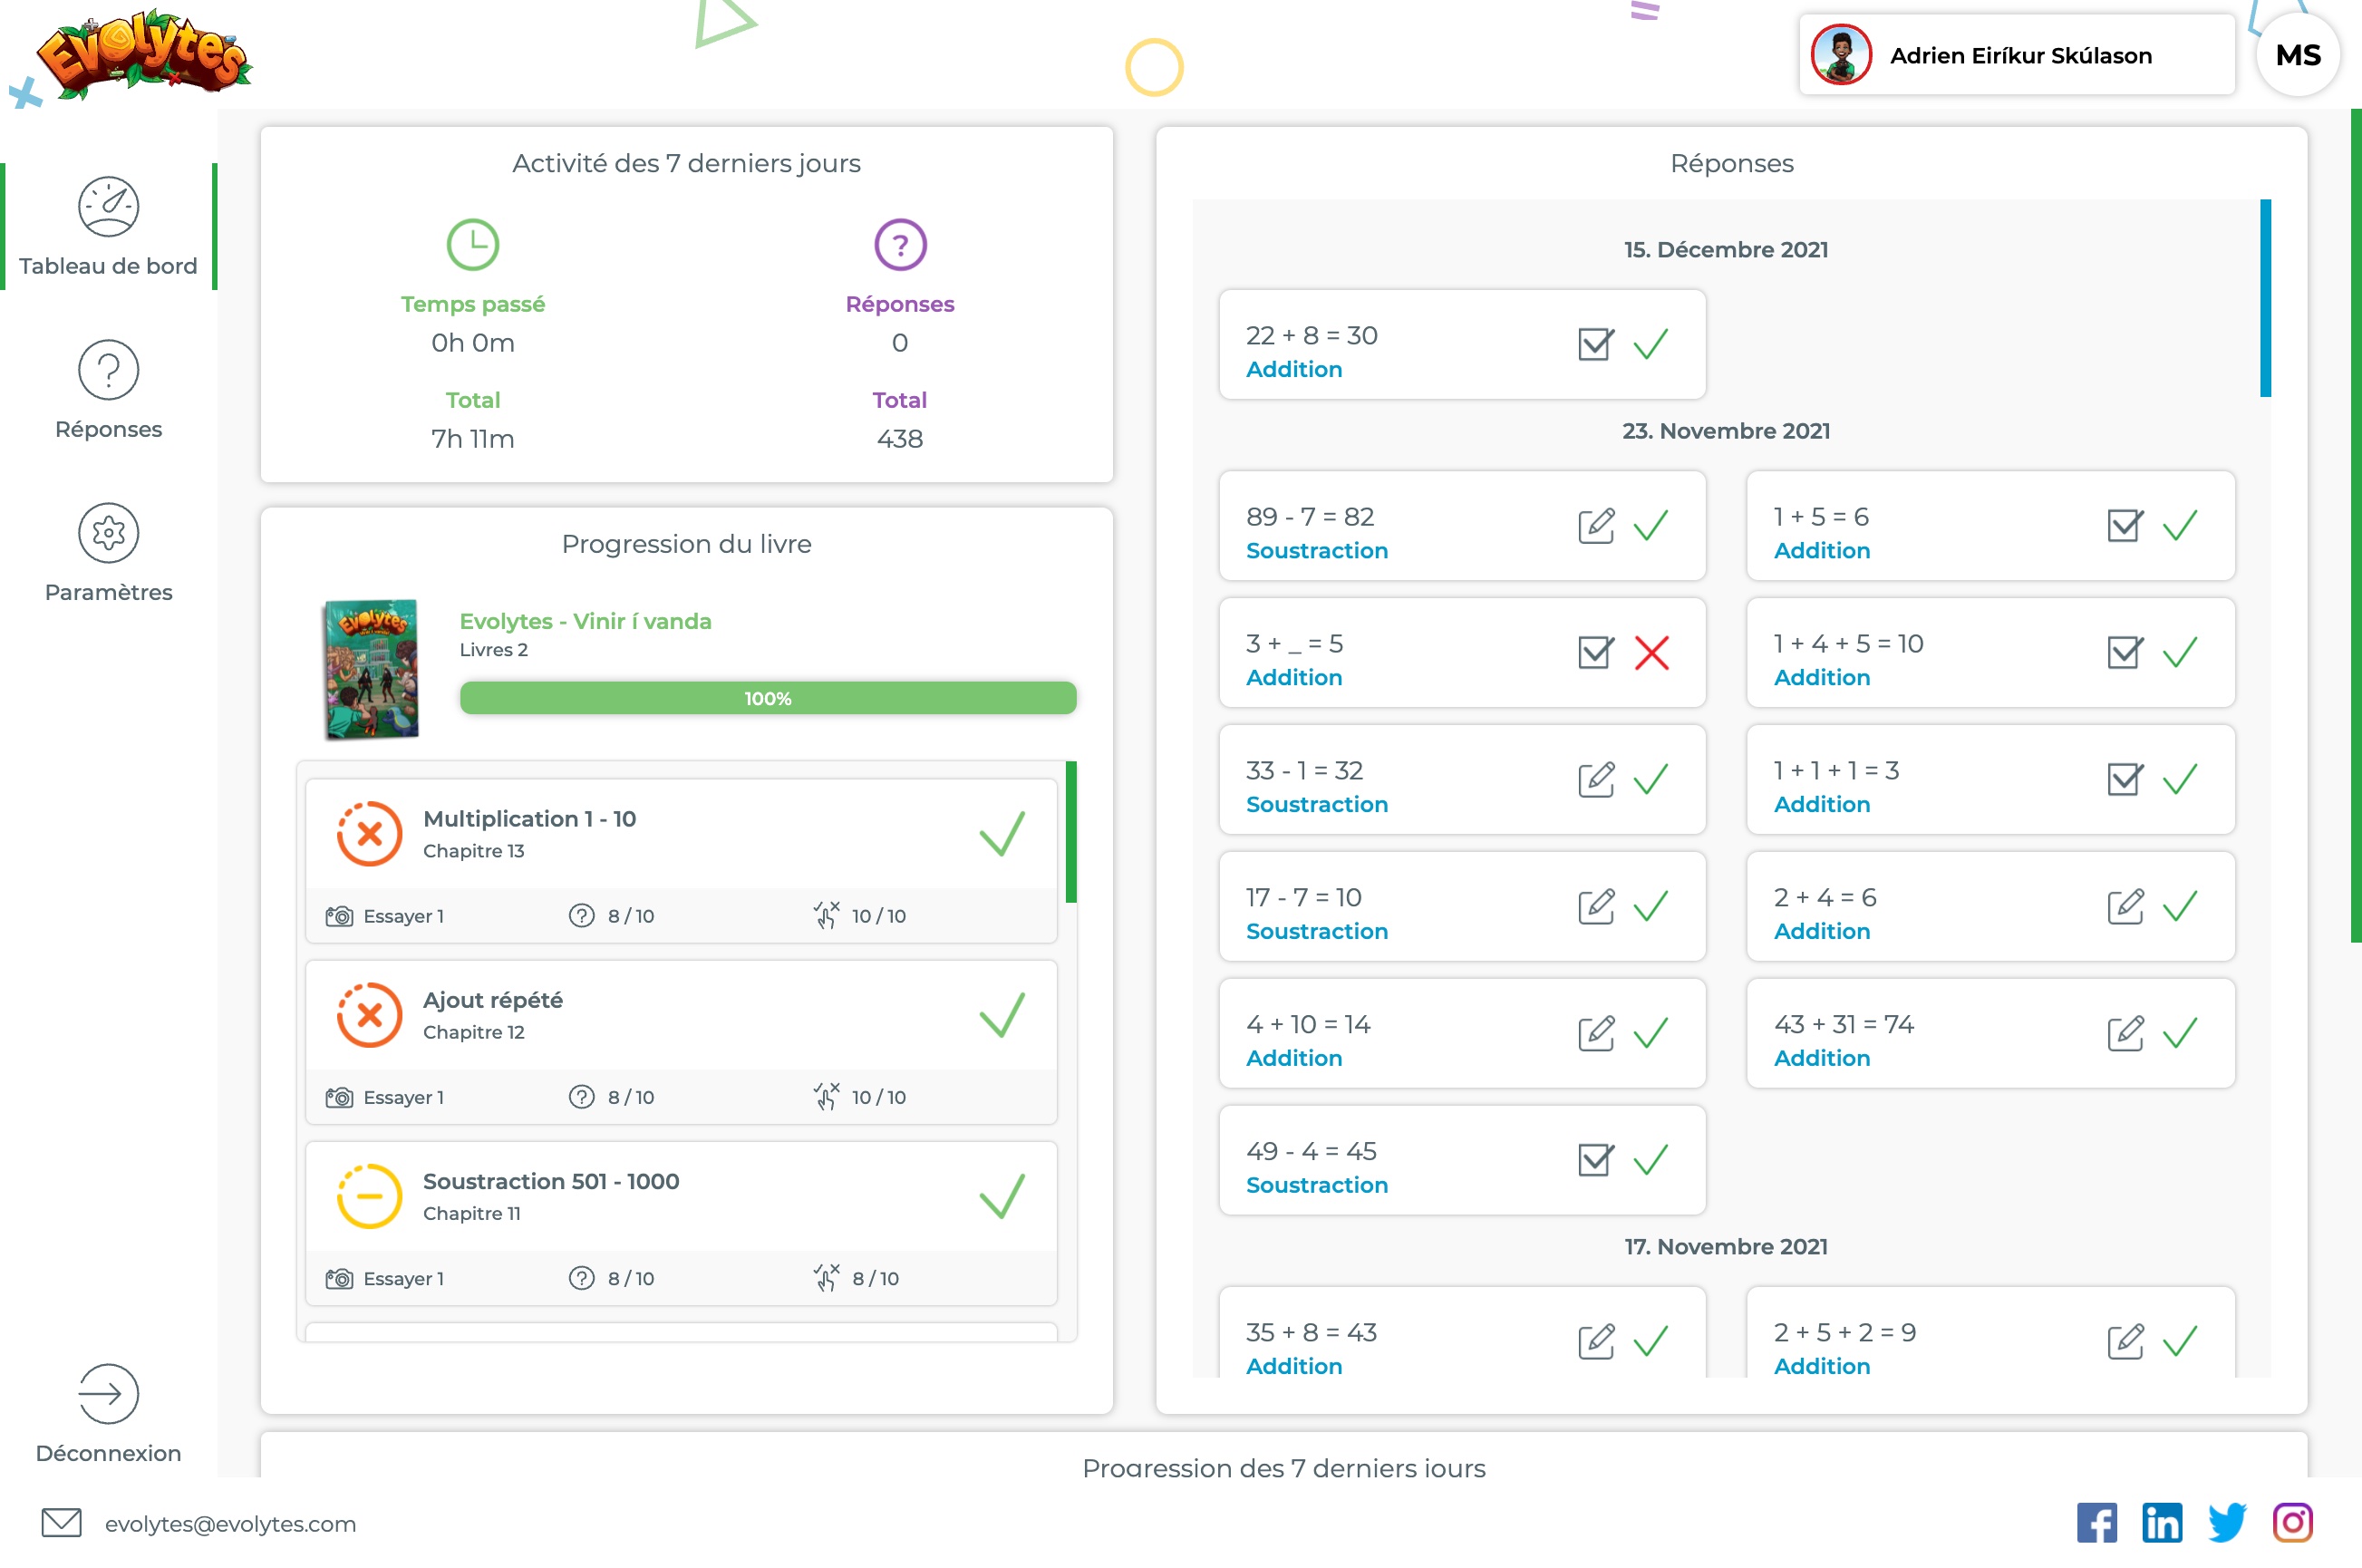 Evolytes
Adrien Eiríkur Skúlason
MS
Tableau de bord
Réponses
Paramètres
Déconnexion
Activité des 7 derniers jours
Temps passé
0h 0m
Total
7h 11m
Réponses
0
Total
438
Progression du livre
Evolytes
Evolytes - Vinir í vanda
Livres 2
100%
Multiplication 1 - 10
Chapitre 13
Essayer 1
8 / 10
10 / 10
Ajout répété
Chapitre 12
Essayer 1
8 / 10
10 / 10
Soustraction 501 - 1000
Chapitre 11
Essayer 1
8 / 10
8 / 10
Réponses
15. Décembre 2021
22 + 8 = 30
Addition
23. Novembre 2021
89 - 7 = 82
Soustraction
1 + 5 = 6
Addition
3 + _ = 5
Addition
1 + 4 + 5 = 10
Addition
33 - 1 = 32
Soustraction
1 + 1 + 1 = 3
Addition
17 - 7 = 10
Soustraction
2 + 4 = 6
Addition
4 + 10 = 14
Addition
43 + 31 = 74
Addition
49 - 4 = 45
Soustraction
17. Novembre 2021
35 + 8 = 43
Addition
2 + 5 + 2 = 9
Addition
Progression des 7 derniers jours
evolytes@evolytes.com